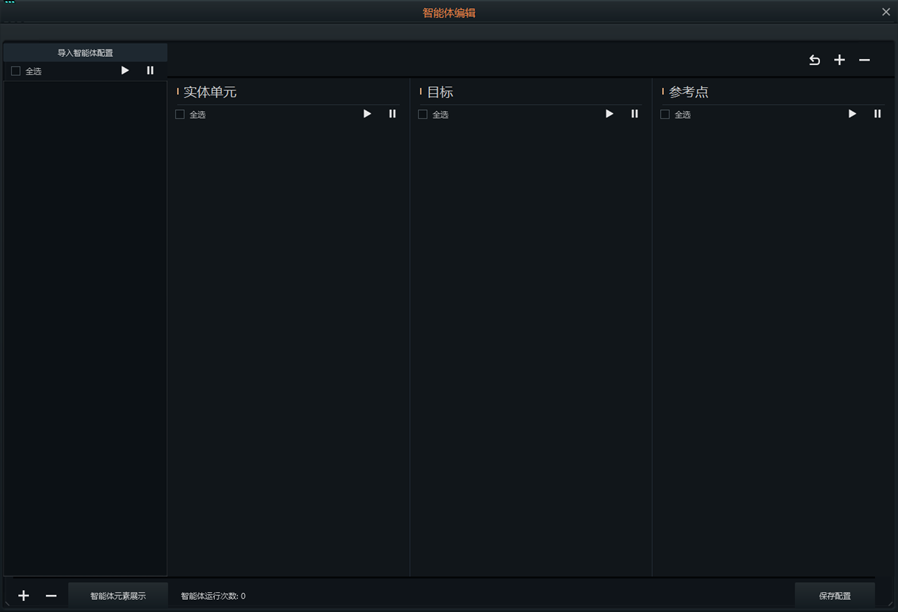 智能体编辑
导入智能体配置
全选
实体单元
目标
参考点
全选
全选
全选
智能体元素展示
智能体运行次数: 0
保存配置